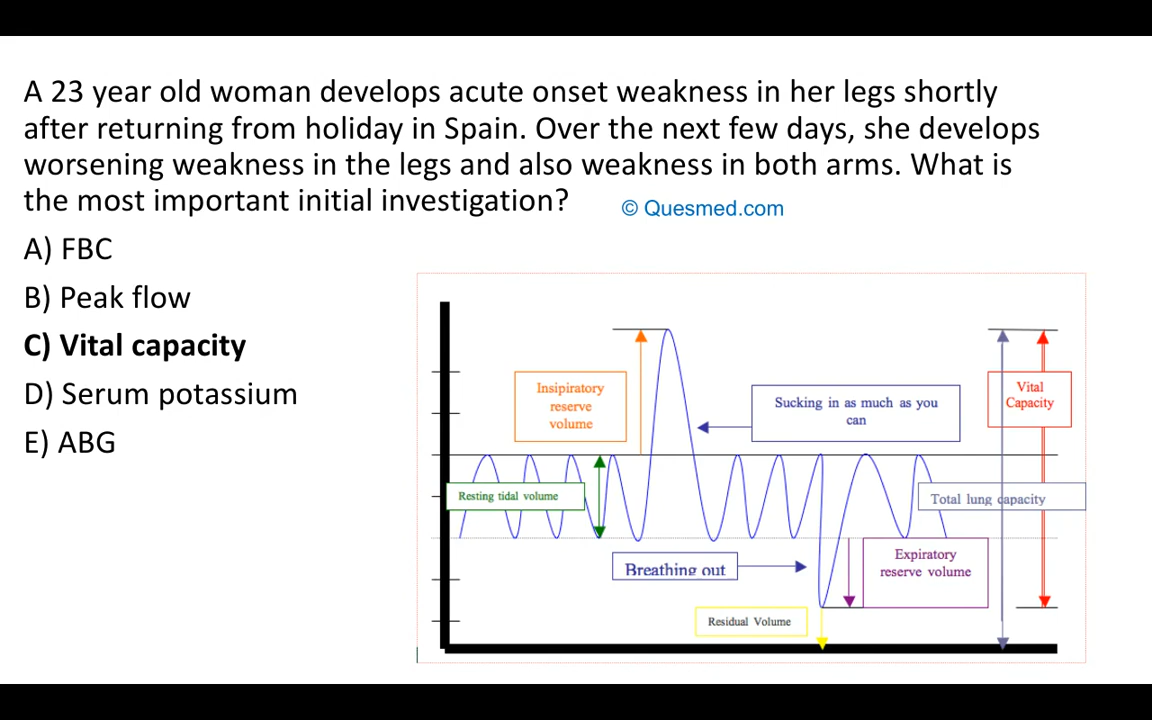 A 23 year old woman develops acute onset weakness in her legs shortly
after returning from holiday in Spain. Over the next few days, she develops
worsening weakness in the legs and also weakness in both arms. What is
the most important initial investigation?
© Quesmed.com
A) FBC
B) Peak flow
C) Vital capacity
D) Serum potassium
E) ABG
Insipiratory
reserve
volume
Sucking in as much as you
can
Vital
Capacity
Resting tidal volume
Total lung capacity
Breathing out
Expiratory
reserve volume
Residual Volume